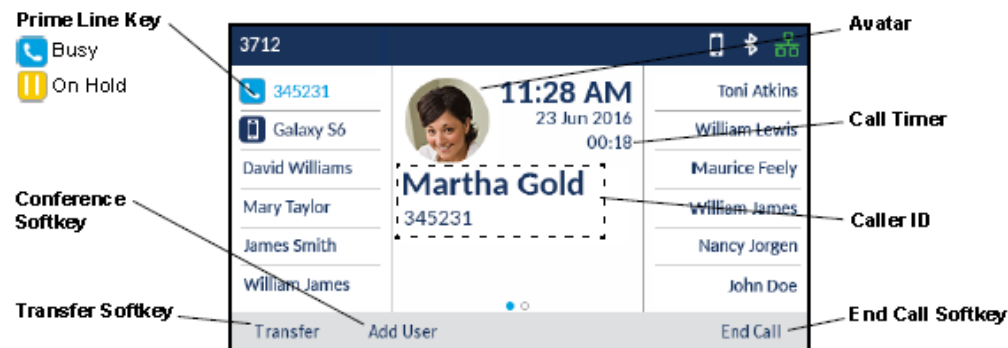 Prime Line Key
Busy
On Hold
Conference
Softkey
Transfer Softkey
3712
345231
Galaxy S6
David Williams
Mary Taylor
James Smith
William James
11:28 AM
23 Jun 2016
00:18
Martha Gold
345231
Toni Atkins
William Lewis
Maurice Feely
William James
Nancy Jorgen
John Doe
Transfer
Add User
End Call
Avatar
Call Timer
Caller ID
End Call Softkey